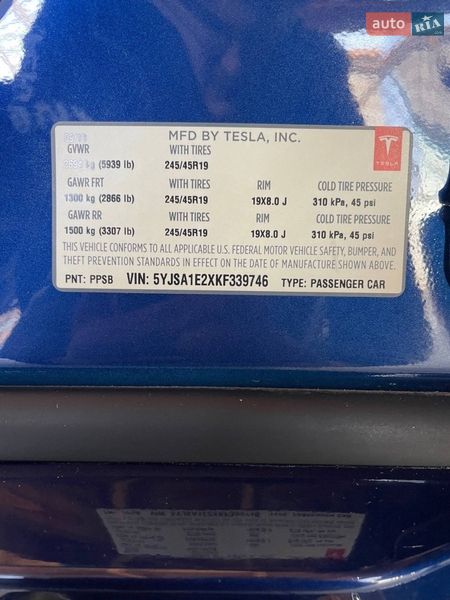 auto RIA
MFD BY TESLA, INC.
GVWR WITH TIRES
kg (5939 lb) 245/45R19
TESLA
GAWR FRT WITH TIRES RIM COLD TIRE PRESSURE
1300 kg (2866 lb) 245/45R19 19X8.0 J 310 kPa, 45 psi
GAWR RR WITH TIRES RIM COLD TIRE PRESSURE
1500 kg (3307 lb) 245/45R19 19X8.0 J 310 kPa, 45 psi
THIS VEHICLE CONFORMS TO ALL APPLICABLE U.S. FEDERAL MOTOR VEHICLE SAFETY, BUMPER, AND
THEFT PREVENTION STANDARDS IN EFFECT ON THE DATE OF MANUFACTURE SHOWN ABOVE.
PNT: PPSB VIN: 5YJSA1E2XKF339746 TYPE: PASSENGER CAR